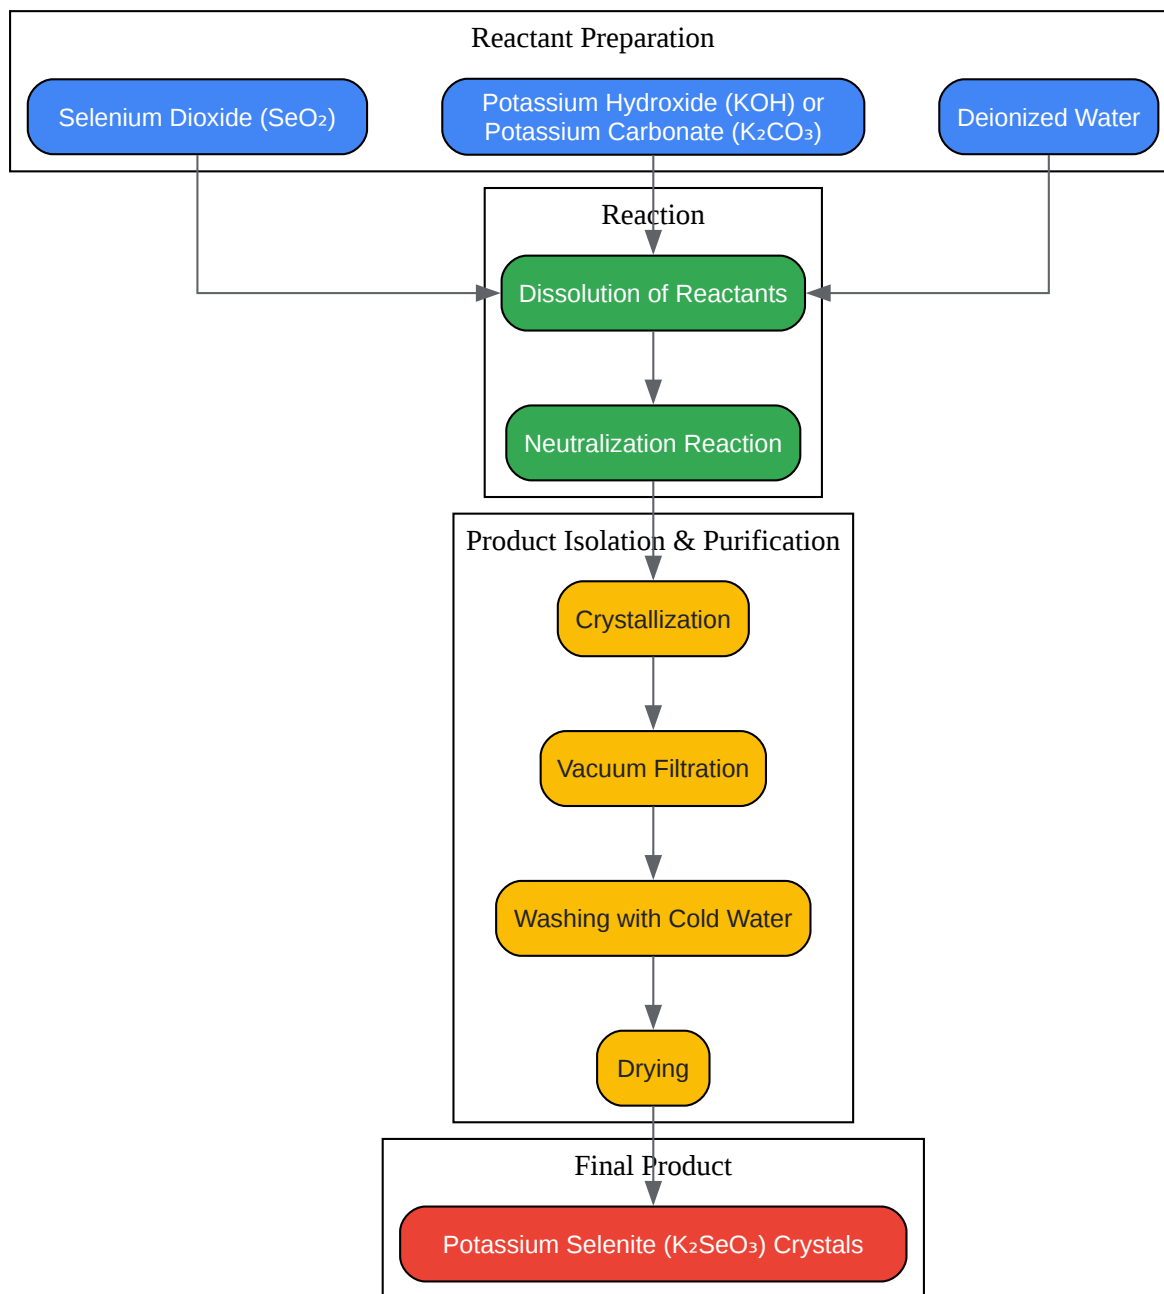 Reactant Preparation
Selenium Dioxide (SeO₂)
Potassium Hydroxide (KOH) or
Potassium Carbonate (K₂CO₃)
Deionized Water
Reaction
Dissolution of Reactants
Neutralization Reaction
Product Isolation & Purification
Crystallization
Vacuum Filtration
Washing with Cold Water
Drying
Final Product
Potassium Selenite (K₂SeO₃) Crystals